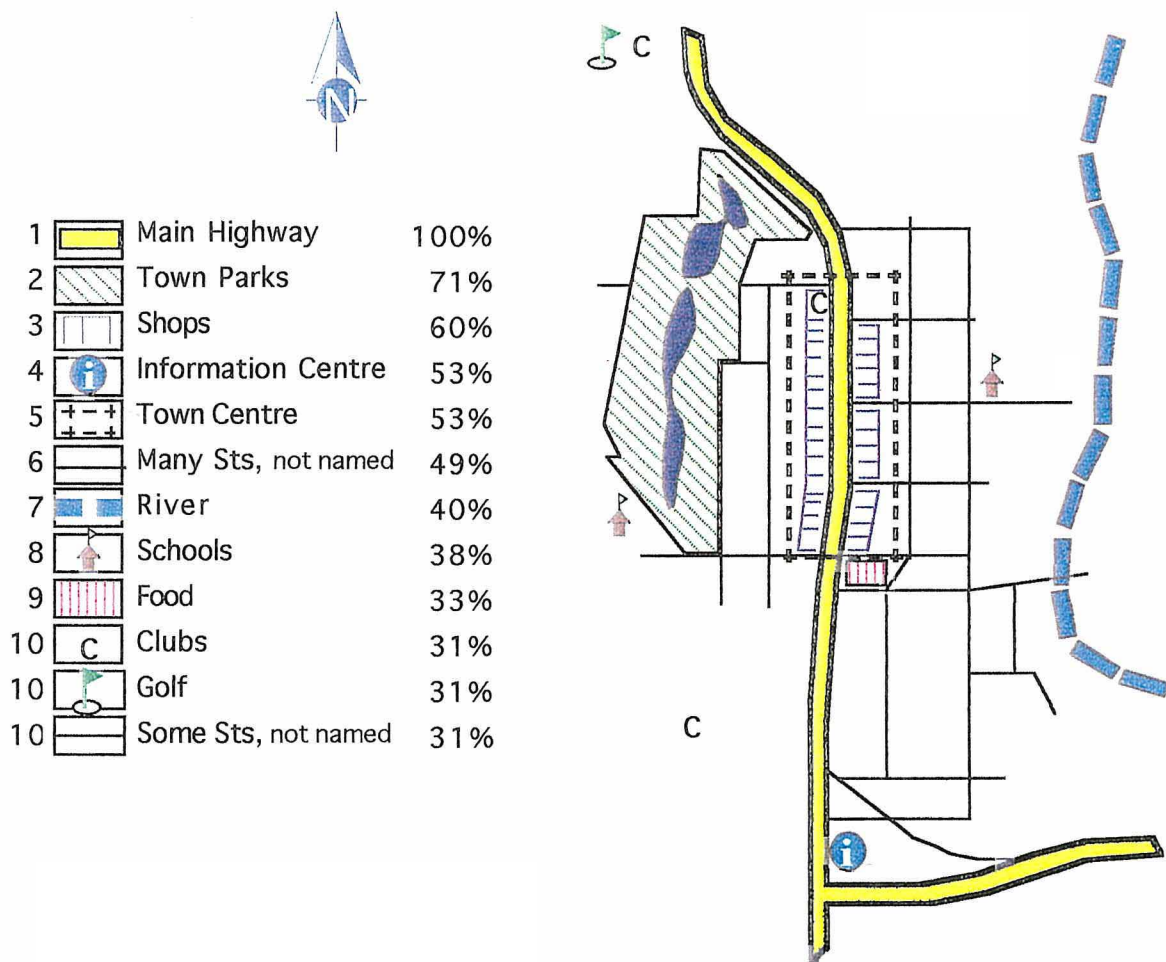 N
1 Main Highway 100%
2 Town Parks 71%
3 Shops 60%
4 i Information Centre 53%
5 Town Centre 53%
6 Many Sts, not named 49%
7 River 40%
8 Schools 38%
9 Food 33%
10 C Clubs 31%
10 Golf 31%
10 Some Sts, not named 31%
C
C
C
i